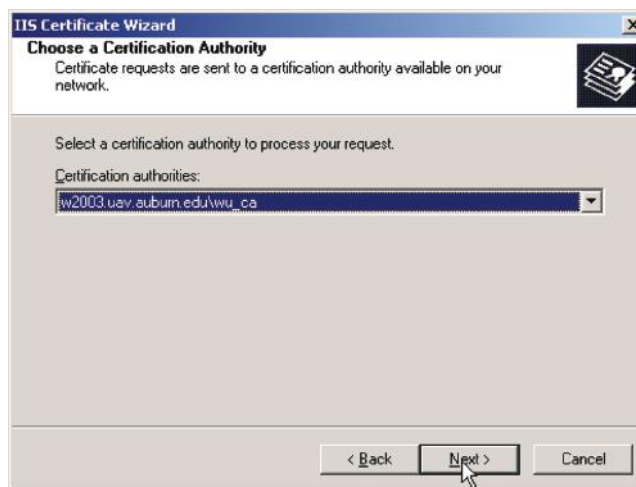 IIS Certificate Wizard
Choose a Certification Authority
Certificate requests are sent to a certification authority available on your
network.
Select a certification authority to process your request.
Certification authorities:
w2003.uav.auburn.edu\wu_ca
< Back Next > Cancel